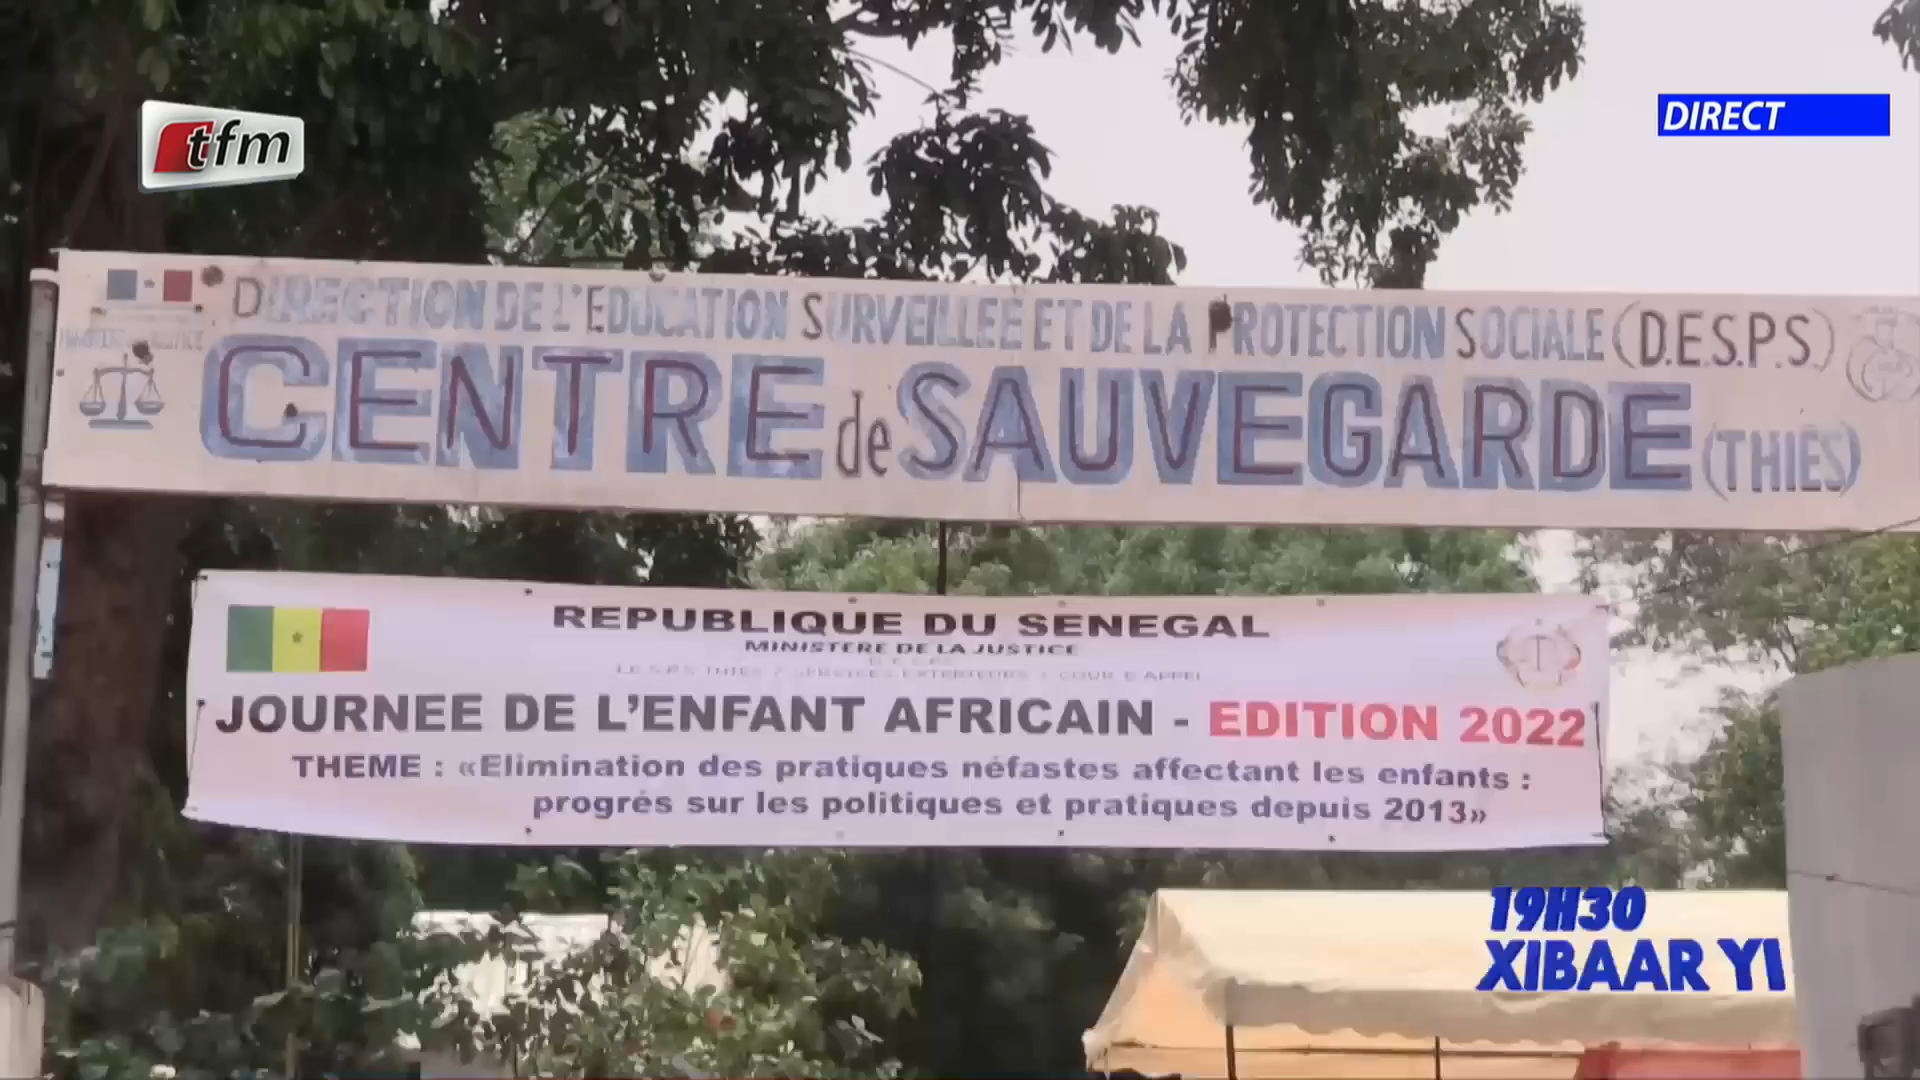 tfm
DIRECT
DIRECTION DE L'EDUCATION SURVEILLEE ET DE LA PROTECTION SOCIALE (D.E.S.P.S.)
CENTRE de SAUVEGARDE (THIÈS)
REPUBLIQUE DU SENEGAL
MINISTERE DE LA JUSTICE
JOURNEE DE L'ENFANT AFRICAIN - EDITION 2022
THEME : «Elimination des pratiques néfastes affectant les enfants :
progrès sur les politiques et pratiques depuis 2013»
19H30
XIBAAR YI